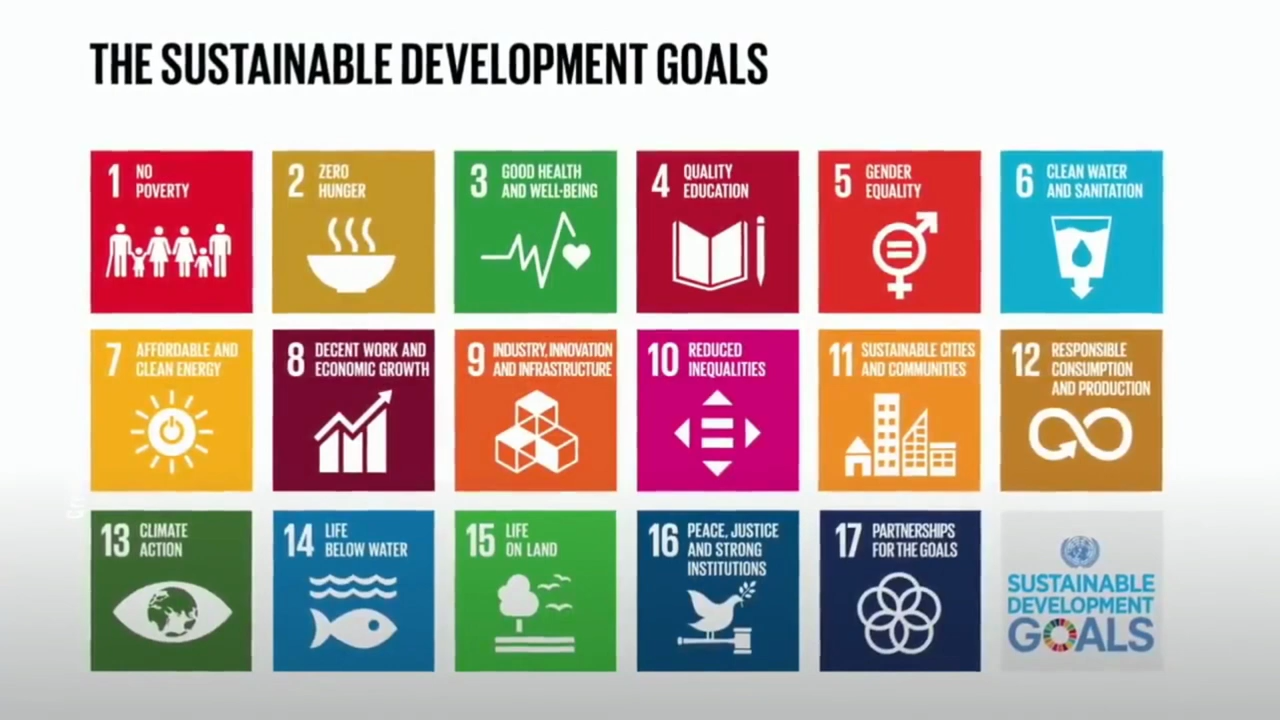 THE SUSTAINABLE DEVELOPMENT GOALS
1 NO
POVERTY
2 ZERO
HUNGER
3 GOOD HEALTH
AND WELL-BEING
4 QUALITY
EDUCATION
5 GENDER
EQUALITY
6 CLEAN WATER
AND SANITATION
7 AFFORDABLE AND
CLEAN ENERGY
8 DECENT WORK AND
ECONOMIC GROWTH
9 INDUSTRY, INNOVATION
AND INFRASTRUCTURE
10 REDUCED
INEQUALITIES
11 SUSTAINABLE CITIES
AND COMMUNITIES
12 RESPONSIBLE
CONSUMPTION
AND PRODUCTION
13 CLIMATE
ACTION
14 LIFE
BELOW WATER
15 LIFE
ON LAND
16 PEACE, JUSTICE
AND STRONG
INSTITUTIONS
17 PARTNERSHIPS
FOR THE GOALS
SUSTAINABLE
DEVELOPMENT
GOALS